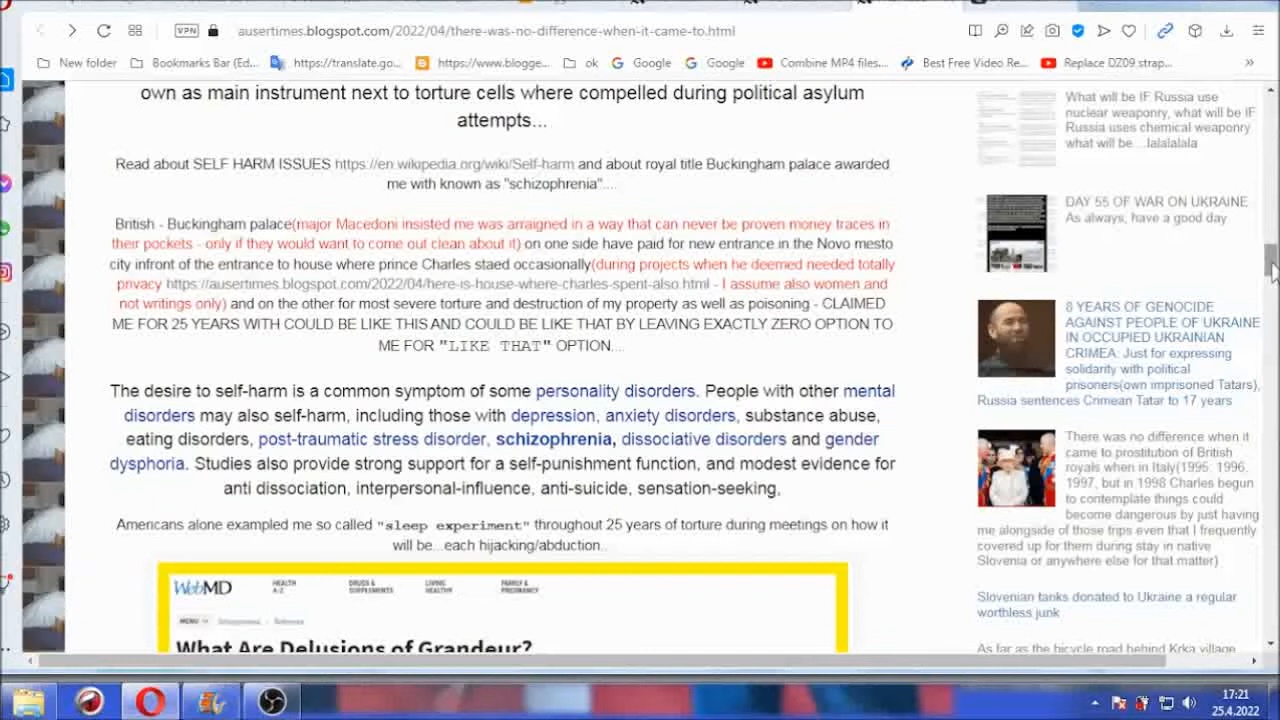 VPN
ausertimes.blogspot.com/2022/04/there-was-no-difference-when-it-came-to.html
New folder
Bookmarks Bar (Ed...
https://translate.go...
https://www.blogge...
ok
Google
Google
Combine MP4 files...
Best Free Video Re...
Replace DZ09 strap...
own as main instrument next to torture cells where compelled during political asylum
attempts...
Read about SELF HARM ISSUES https://en.wikipedia.org/wiki/Self-harm and about royal title Buckingham palace awarded
me with known as "schizophrenia"....
British - Buckingham palace(major macedoni insisted me was arraigned in a way that can never be proven money traces in
their pockets - only if they would want to come out clean about it) on one side have paid for new entrance in the Novo mesto
city infront of the entrance to house where prince Charles staed occasionally(during projects when he deemed needed totally
privacy https://ausertimes.blogspot.com/2022/04/here-is-house-where-charles-spent-also.html - I assume also women and
not writings only) and on the other for most severe torture and destruction of my property as well as poisoning - CLAIMED
ME FOR 25 YEARS WITH COULD BE LIKE THIS AND COULD BE LIKE THAT BY LEAVING EXACTLY ZERO OPTION TO
ME FOR "LIKE THAT" OPTION...
The desire to self-harm is a common symptom of some personality disorders. People with other mental
disorders may also self-harm, including those with depression, anxiety disorders, substance abuse,
eating disorders, post-traumatic stress disorder, schizophrenia, dissociative disorders and gender
dysphoria. Studies also provide strong support for a self-punishment function, and modest evidence for
anti dissociation, interpersonal-influence, anti-suicide, sensation-seeking,
Americans alone exampled me so called "sleep experiment" throughout 25 years of torture during meetings on how it
will be...each hijacking/abduction..
WebMD
HEALTH
A-Z
DRUGS &
SUPPLEMENTS
LIVING
HEALTHY
FAMILY &
PREGNANCY
MENU
Schizophrenia
Reference
What Are Delusions of Grandeur?
What will be IF Russia use
nuclear weaponry, what will be IF
Russia uses chemical weaponry
what will be ...lalalalala
DAY 55 OF WAR ON UKRAINE
As always, have a good day
8 YEARS OF GENOCIDE
AGAINST PEOPLE OF UKRAINE
IN OCCUPIED UKRAINIAN
CRIMEA: Just for expressing
solidarity with political
prisoners(own imprisoned Tatars),
Russia sentences Crimean Tatar to 17 years
There was no difference when it
came to prostitution of British
royals when in Italy(1995. 1996,
1997, but in 1998 Charles begun
to contemplate things could
become dangerous by just having
me alongside of those trips even that I frequently
covered up for them during stay in native
Slovenia or anywhere else for that matter)
Slovenian tanks donated to Ukraine a regular
worthless junk
As far as the bicycle road behind Krka village
17:21
25.4.2022